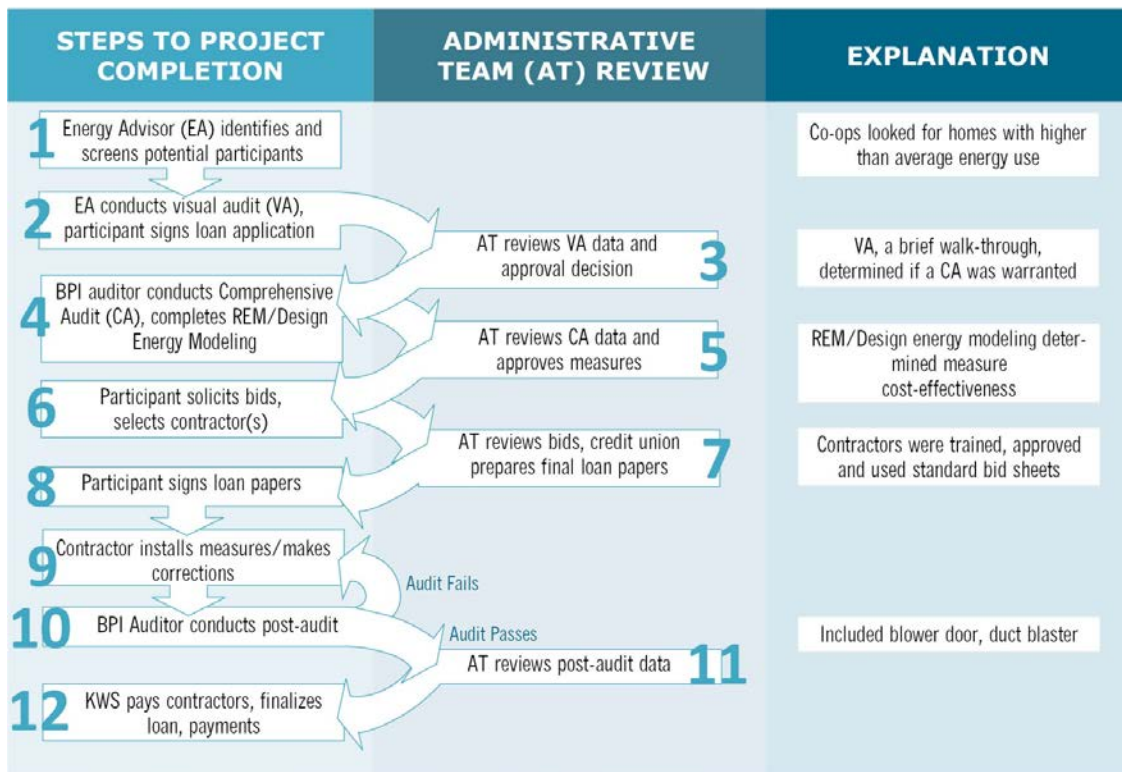 STEPS TO PROJECT
COMPLETION
ADMINISTRATIVE
TEAM (AT) REVIEW
EXPLANATION
1
Energy Advisor (EA) identifies and
screens potential participants
Co-ops looked for homes with higher
than average energy use
2
EA conducts visual audit (VA),
participant signs loan application
AT reviews VA data and
approval decision
3
VA, a brief walk-through,
determined if a CA was warranted
4
BPI auditor conducts Comprehensive
Audit (CA), completes REM/Design
Energy Modeling
AT reviews CA data and
approves measures
5
REM/Design energy modeling deter-
mined measure
cost-effectiveness
6
Participant solicits bids,
selects contractor(s)
AT reviews bids, credit union
prepares final loan papers
7
Contractors were trained, approved
and used standard bid sheets
8
Participant signs loan papers
9
Contractor installs measures/makes
corrections
Audit Fails
10
BPI Auditor conducts post-audit
Audit Passes
Included blower door, duct blaster
AT reviews post-audit data
11
12
KWS pays contractors, finalizes
loan, payments